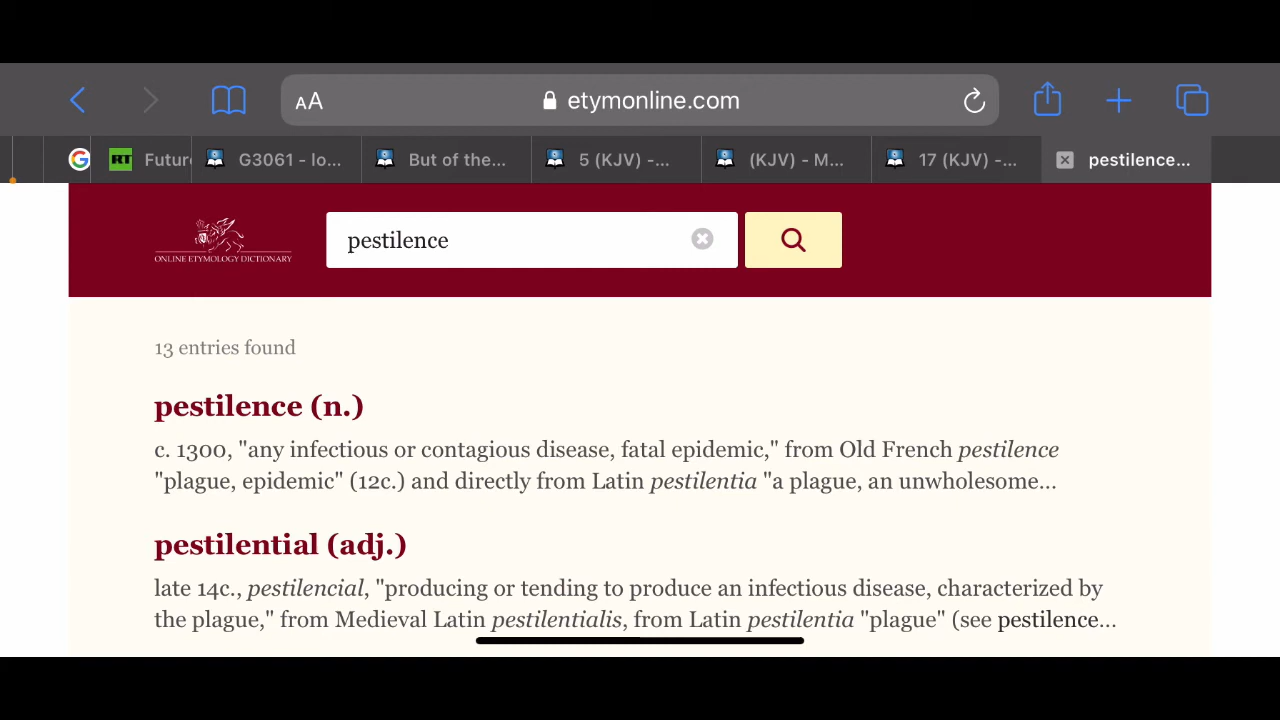 AA etymonline.com
G RT Futur G3061 - lo... But of the... 5 (KJV) -... (KJV) - M... 17 (KJV) -... pestilence...
pestilence
ONLINE ETYMOLOGY DICTIONARY
13 entries found
pestilence (n.)
c. 1300, "any infectious or contagious disease, fatal epidemic," from Old French pestilence
"plague, epidemic" (12c.) and directly from Latin pestilentia "a plague, an unwholesome...
pestilential (adj.)
late 14c., pestilencial, "producing or tending to produce an infectious disease, characterized by
the plague," from Medieval Latin pestilentialis, from Latin pestilentia "plague" (see pestilence...